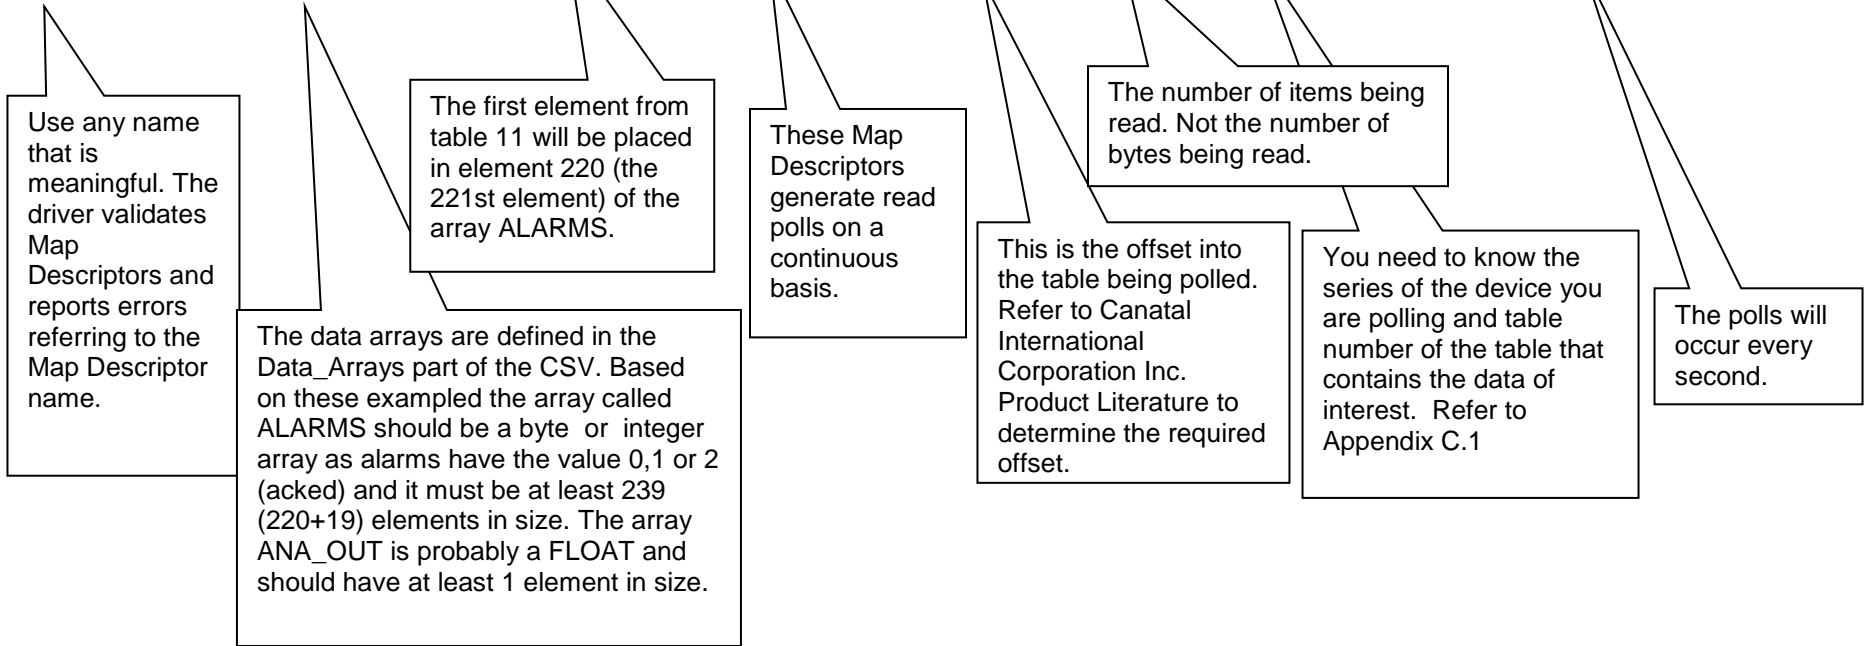 Use any name
that is
meaningful. The
driver validates
Map
Descriptors and
reports errors
referring to the
Map Descriptor
name.
The data arrays are defined in the
Data_Arrays part of the CSV. Based
on these exampled the array called
ALARMS should be a byte  or  integer
array as alarms have the value 0,1 or 2
(acked) and it must be at least 239
(220+19) elements in size. The array
ANA_OUT is probably a FLOAT and
should have at least 1 element in size.
The first element from
table 11 will be placed
in element 220 (the
221st element) of the
array ALARMS.
These Map
Descriptors
generate read
polls on a
continuous
basis.
This is the offset into
the table being polled.
Refer to Canatal
International
Corporation Inc.
Product Literature to
determine the required
offset.
The number of items being
read. Not the number of
bytes being read.
You need to know the
series of the device you
are polling and table
number of the table that
contains the data of
interest.  Refer to
Appendix C.1
The polls will
occur every
second.